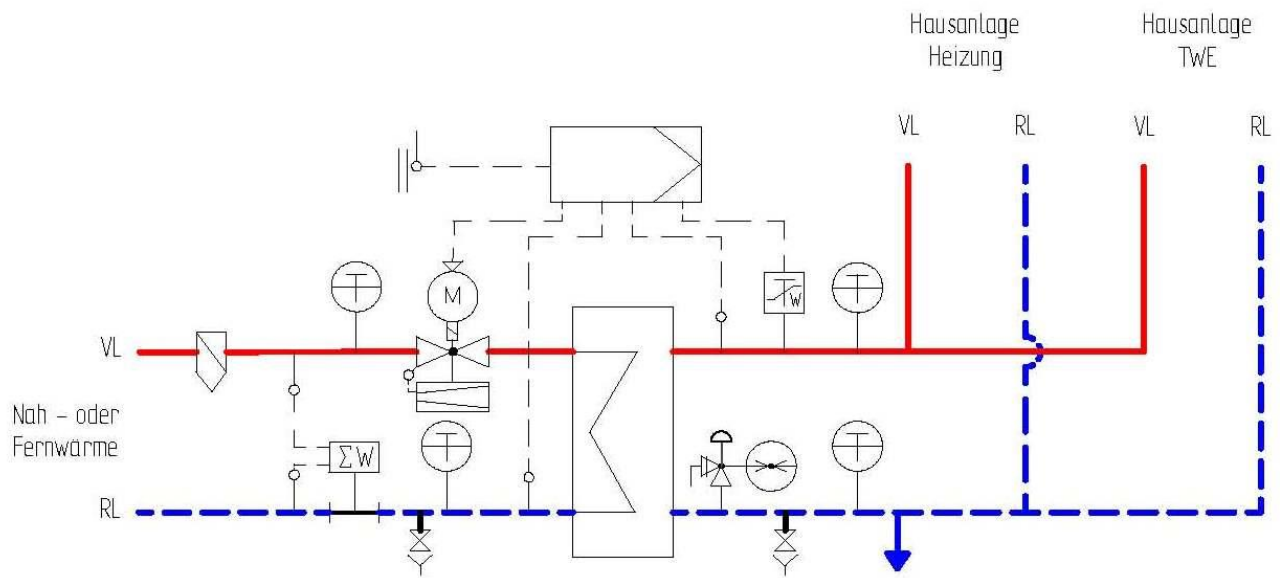 Hausanlage
Heizung
Hausanlage
TWE
VL
RL
VL
RL
T
M
T
W
T
VL
Nah - oder
Fernwärme
ΣW
T
T
RL